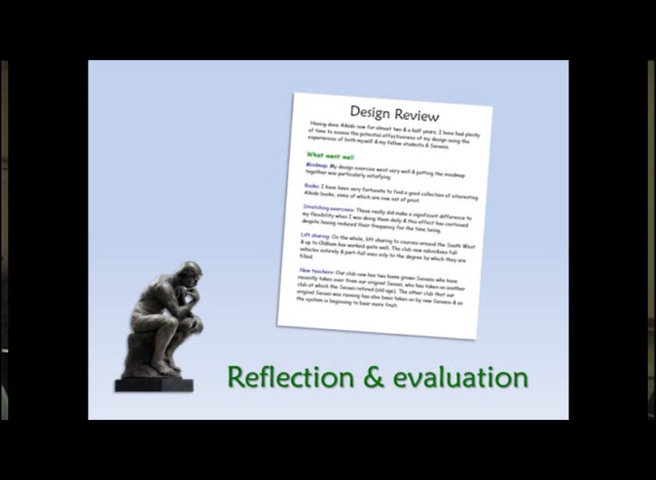 Design Review
Having done Aikido now for almost two & a half years, I have had plenty
of time to assess the potential effectiveness of my design using the
experiences of both myself & my fellow students & Senseis.
What went well
Mindmap: My design exercise went very well & putting the mindmap
together was particularly satisfying.
Books: I have been very fortunate to find a good collection of interesting
Aikido books, some of which are now out of print.
Stretching exercises: These really did make a significant difference to
my flexibility when I was doing them daily & this effect has continued
despite having reduced their frequency for the time being.
Lift sharing: On the whole, lift sharing to courses around the South West
& up to Oldham has worked quite well. The club now subsidises full
vehicles entirely & part-full ones only to the degree by which they are
filled.
New teachers: Our club now has two home grown Senseis who have
recently taken over from our original Sensei, who has taken on another
club at which the Sensei retired (old age). The other club that our
original Sensei was running has also been taken on by new Senseis & so
the system is beginning to bear more fruit.
Reflection & evaluation